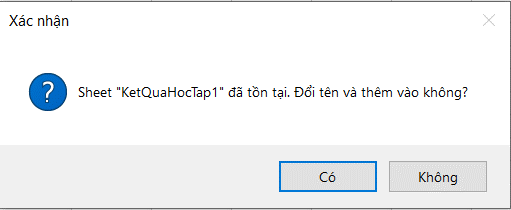 Xác nhận
Sheet "KetQuaHocTap1" đã tồn tại. Đổi tên và thêm vào không?
Có
Không